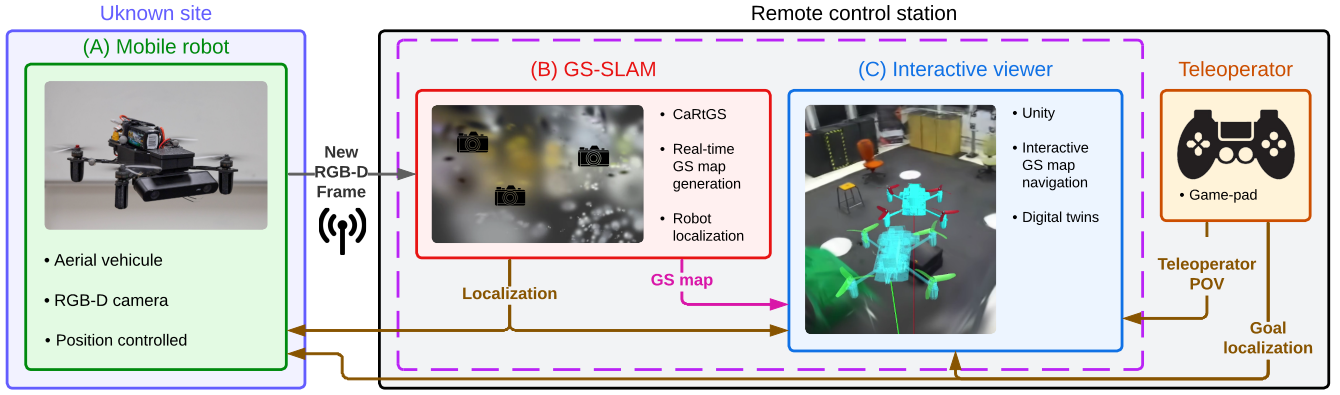 Uknown site
Remote control station
(A) Mobile robot
• Aerial vehicule
• RGB-D camera
• Position controlled
New
RGB-D
Frame
(B) GS-SLAM
• CaRtGS
• Real-time
GS map
generation
• Robot
localization
Localization
GS map
(C) Interactive viewer
• Unity
• Interactive
GS map
navigation
• Digital twins
Teleoperator
• Game-pad
Teleoperator
POV
Goal
localization